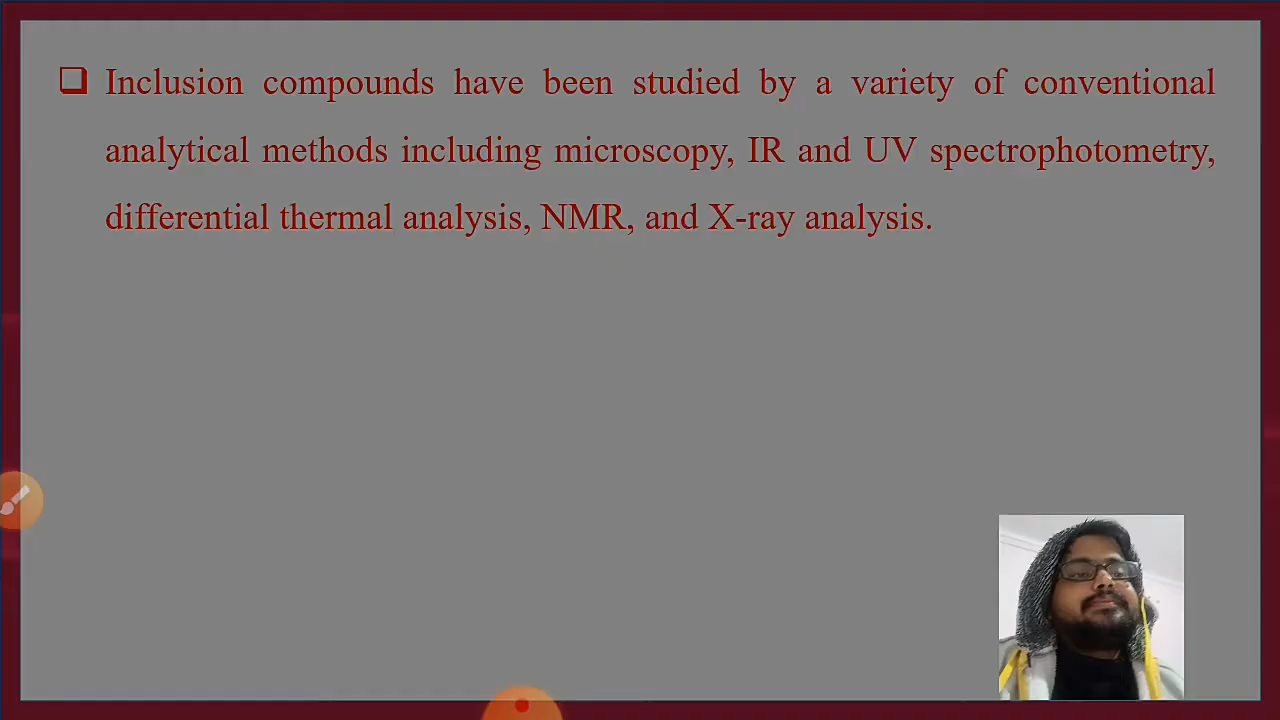 Inclusion compounds have been studied by a variety of conventional
analytical methods including microscopy, IR and UV spectrophotometry,
differential thermal analysis, NMR, and X-ray analysis.